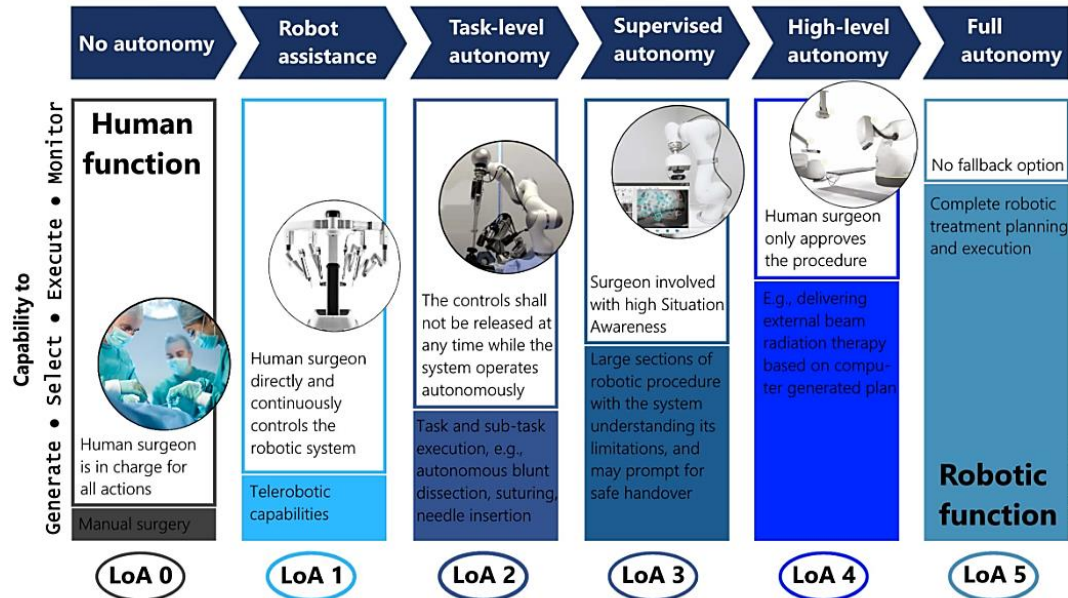 No autonomy
Robot
assistance
Task-level
autonomy
Supervised
autonomy
High-level
autonomy
Full
autonomy
Capability to
Generate • Select • Execute • Monitor
Human
function
Human surgeon
is in charge for
all actions
Manual surgery
Human surgeon
directly and
continuously
controls the
robotic system
Telerobotic
capabilities
The controls shall
not be released at
any time while the
system operates
autonomously
Task and sub-task
execution, e.g.,
autonomous blunt
dissection, suturing,
needle insertion
Surgeon involved
with high Situation
Awareness
Large sections of
robotic procedure
with the system
understanding its
limitations, and
may prompt for
safe handover
Human surgeon
only approves
the procedure
E.g., delivering
external beam
radiation therapy
based on compu-
ter generated plan
No fallback option
Complete robotic
treatment planning
and execution
Robotic
function
LoA 0
LoA 1
LoA 2
LoA 3
LoA 4
LoA 5